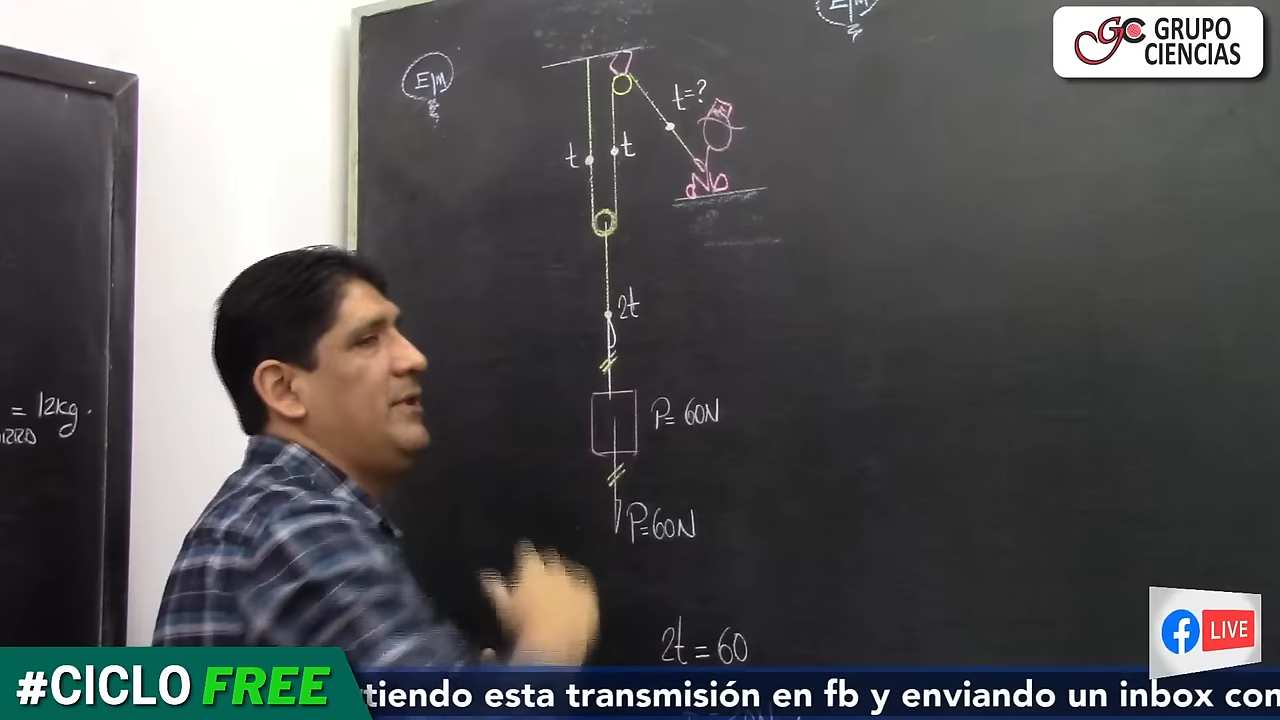 E/M
E/M
GRUPO
CIENCIAS
t=?
t
t
2t
P= 60N
= 12kg.
P=60N
2t = 60
LIVE
#CICLO FREE
tiendo esta transmisión en fb y enviando un inbox con